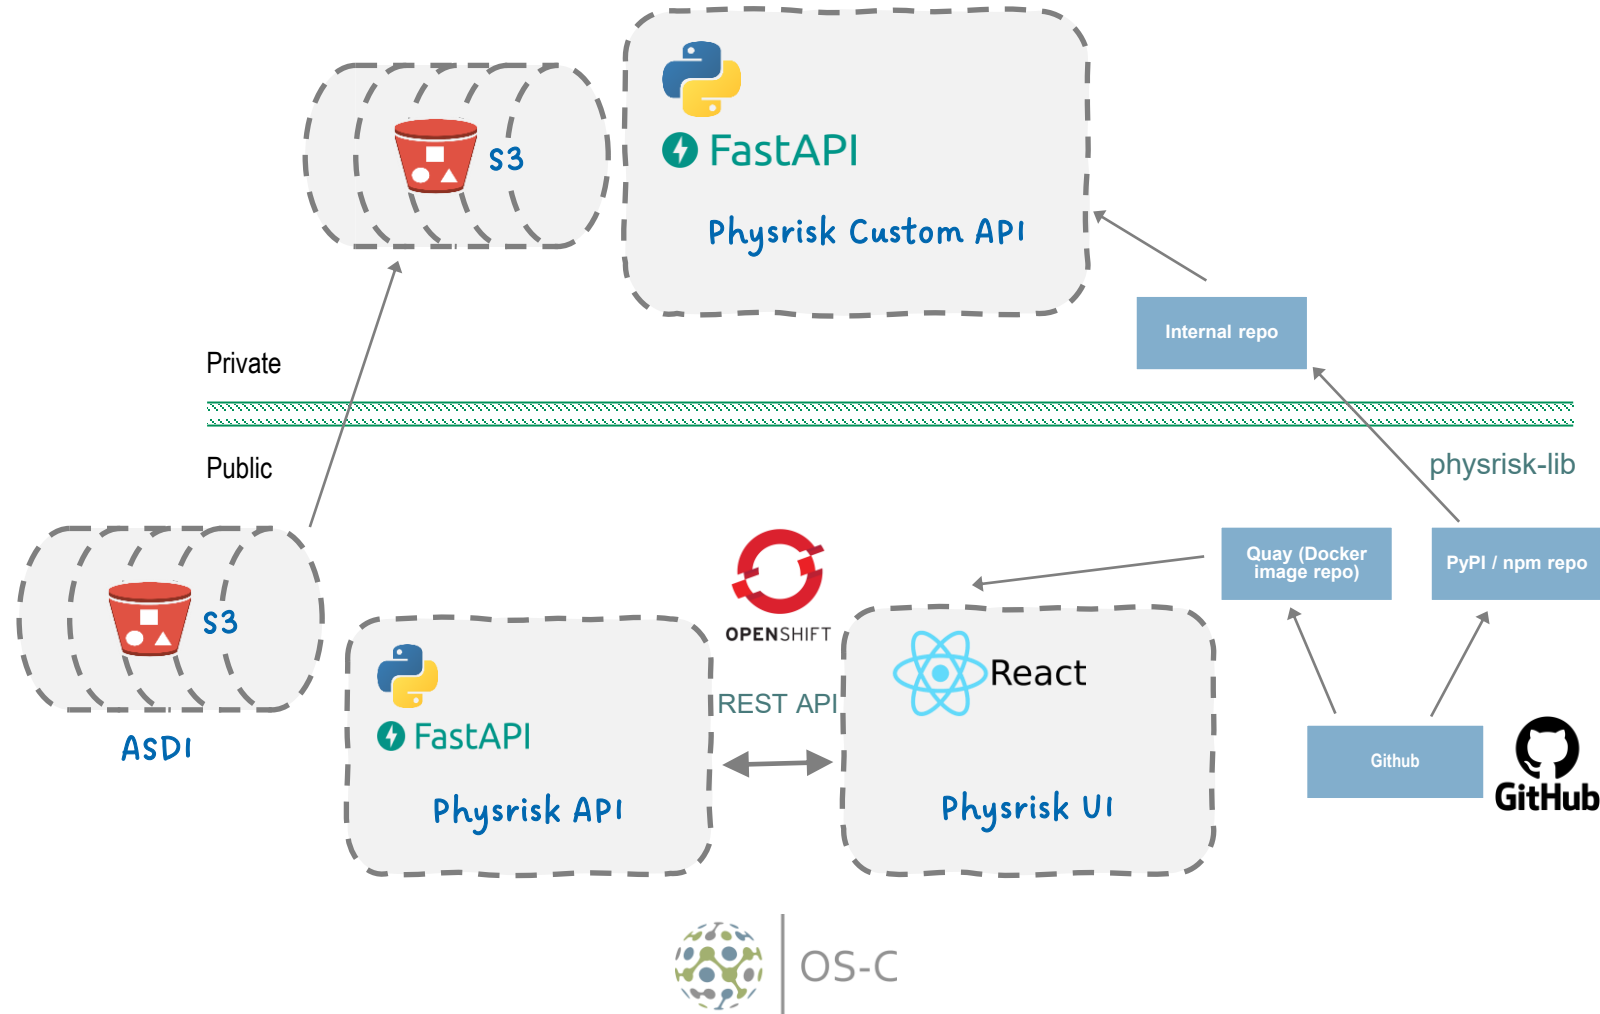 S3
FastAPI
Physrisk Custom API
Internal repo
Private
Public
physrisk-lib
S3
ASDI
OPENSHIFT
Quay (Docker
image repo)
PyPI / npm repo
FastAPI
Physrisk API
REST API
React
Physrisk UI
Github
GitHub
OS-C